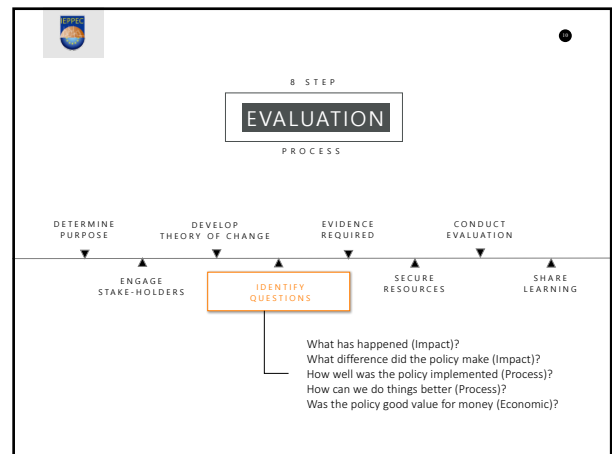 IEPPEC
10
8 STEP
EVALUATION
PROCESS
DETERMINE
PURPOSE
DEVELOP
THEORY OF CHANGE
EVIDENCE
REQUIRED
CONDUCT
EVALUATION
ENGAGE
STAKE-HOLDERS
IDENTIFY
QUESTIONS
SECURE
RESOURCES
SHARE
LEARNING
What has happened (Impact)?
What difference did the policy make (Impact)?
How well was the policy implemented (Process)?
How can we do things better (Process)?
Was the policy good value for money (Economic)?